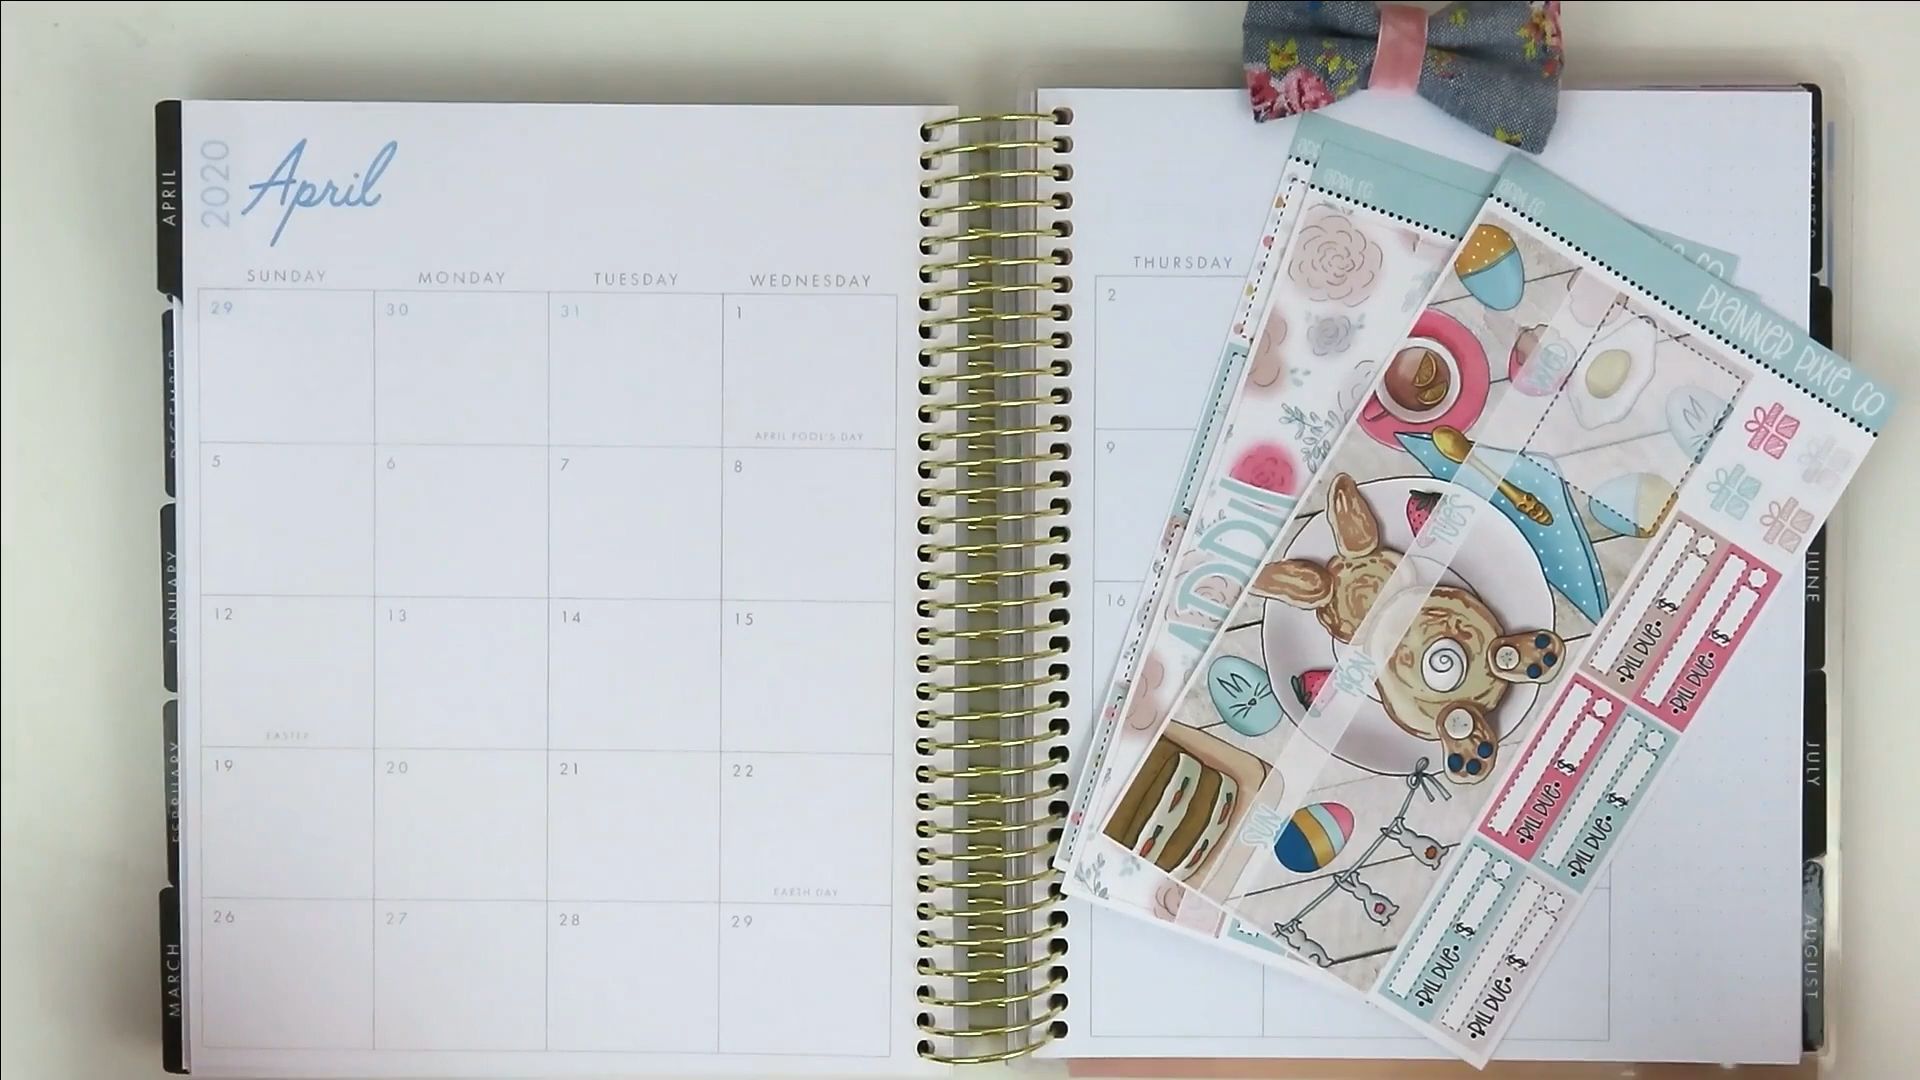 2020
April
SUNDAY MONDAY TUESDAY WEDNESDAY
29 30 31 1
APRIL FOOL'S DAY
5 6 7 8
12 13 14 15
EASTER
19 20 21 22
EARTH DAY
26 27 28 29
APRIL
DECEMBER
JANUARY
FEBRUARY
MARCH
THURSDAY
2
9
16
PLANNER PIXIE CO
CO
WED
TUES
MON
SUN
BILL DUE $
BILL DUE $
BILL DUE $
BILL DUE $
BILL DUE $
BILL DUE $
JUNE
JULY
AUGUST